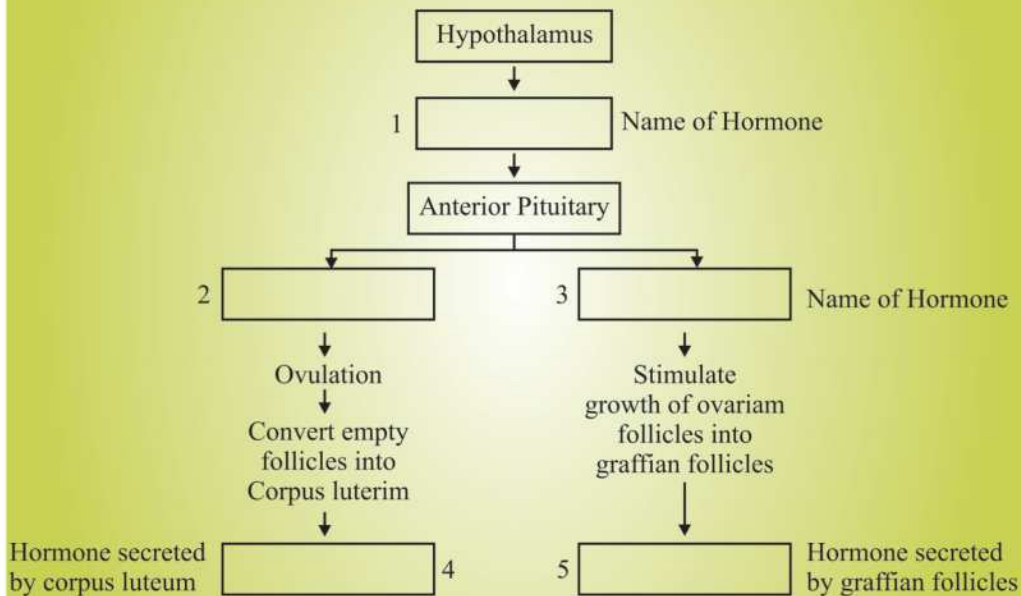 Hypothalamus
1
Name of Hormone
Anterior Pituitary
2
3
Name of Hormone
Ovulation
Convert empty
follicles into
Corpus luterim
Stimulate
growth of ovariam
follicles into
graffian follicles
Hormone secreted
by corpus luteum
4
5
Hormone secreted
by graffian follicles